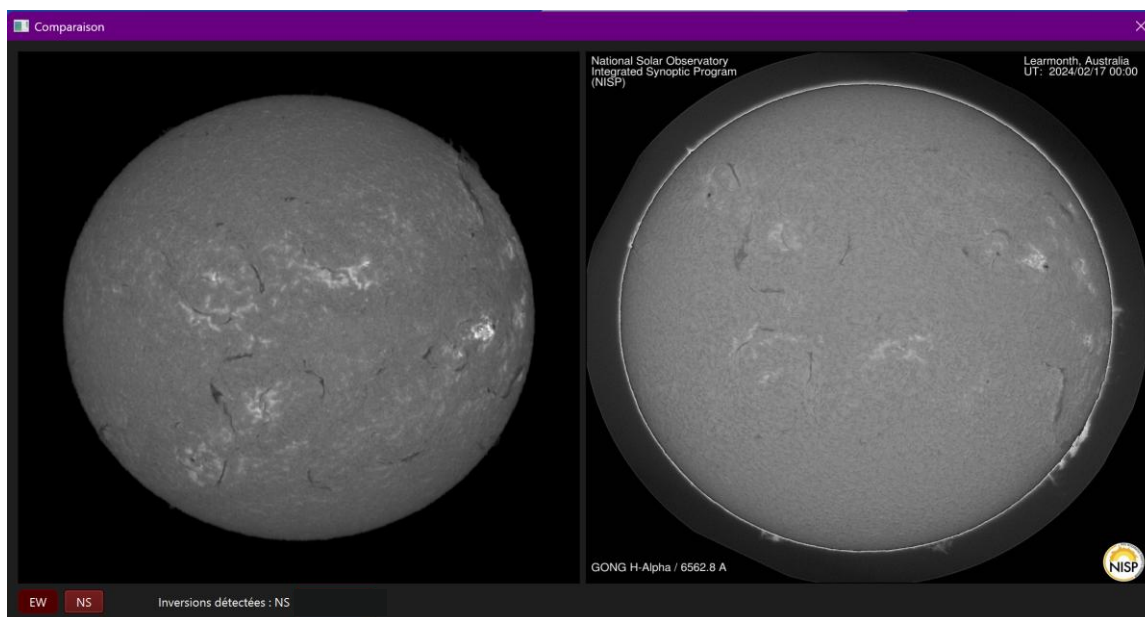 Comparaison
National Solar Observatory
Integrated Synoptic Program
(NISP)
Learmonth, Australia
UT: 2024/02/17 00:00
GONG H-Alpha / 6562.8 A
NISP
EW
NS
Inversions détectées : NS